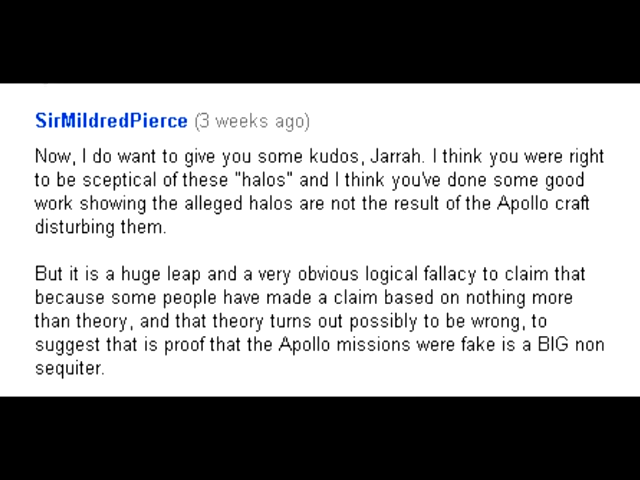 SirMildredPierce (3 weeks ago)
Now, I do want to give you some kudos, Jarrah. I think you were right
to be sceptical of these "halos" and I think you've done some good
work showing the alleged halos are not the result of the Apollo craft
disturbing them.
But it is a huge leap and a very obvious logical fallacy to claim that
because some people have made a claim based on nothing more
than theory, and that theory turns out possibly to be wrong, to
suggest that is proof that the Apollo missions were fake is a BIG non
sequiter.